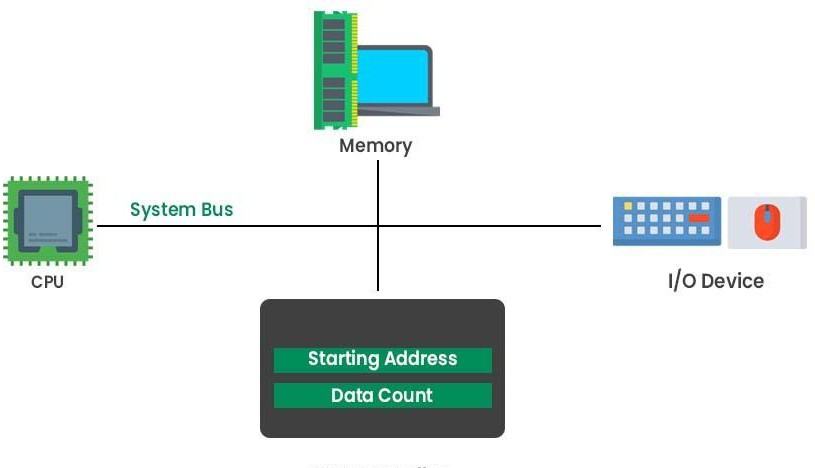 Memory
System Bus
CPU
I/O Device
Starting Address
Data Count